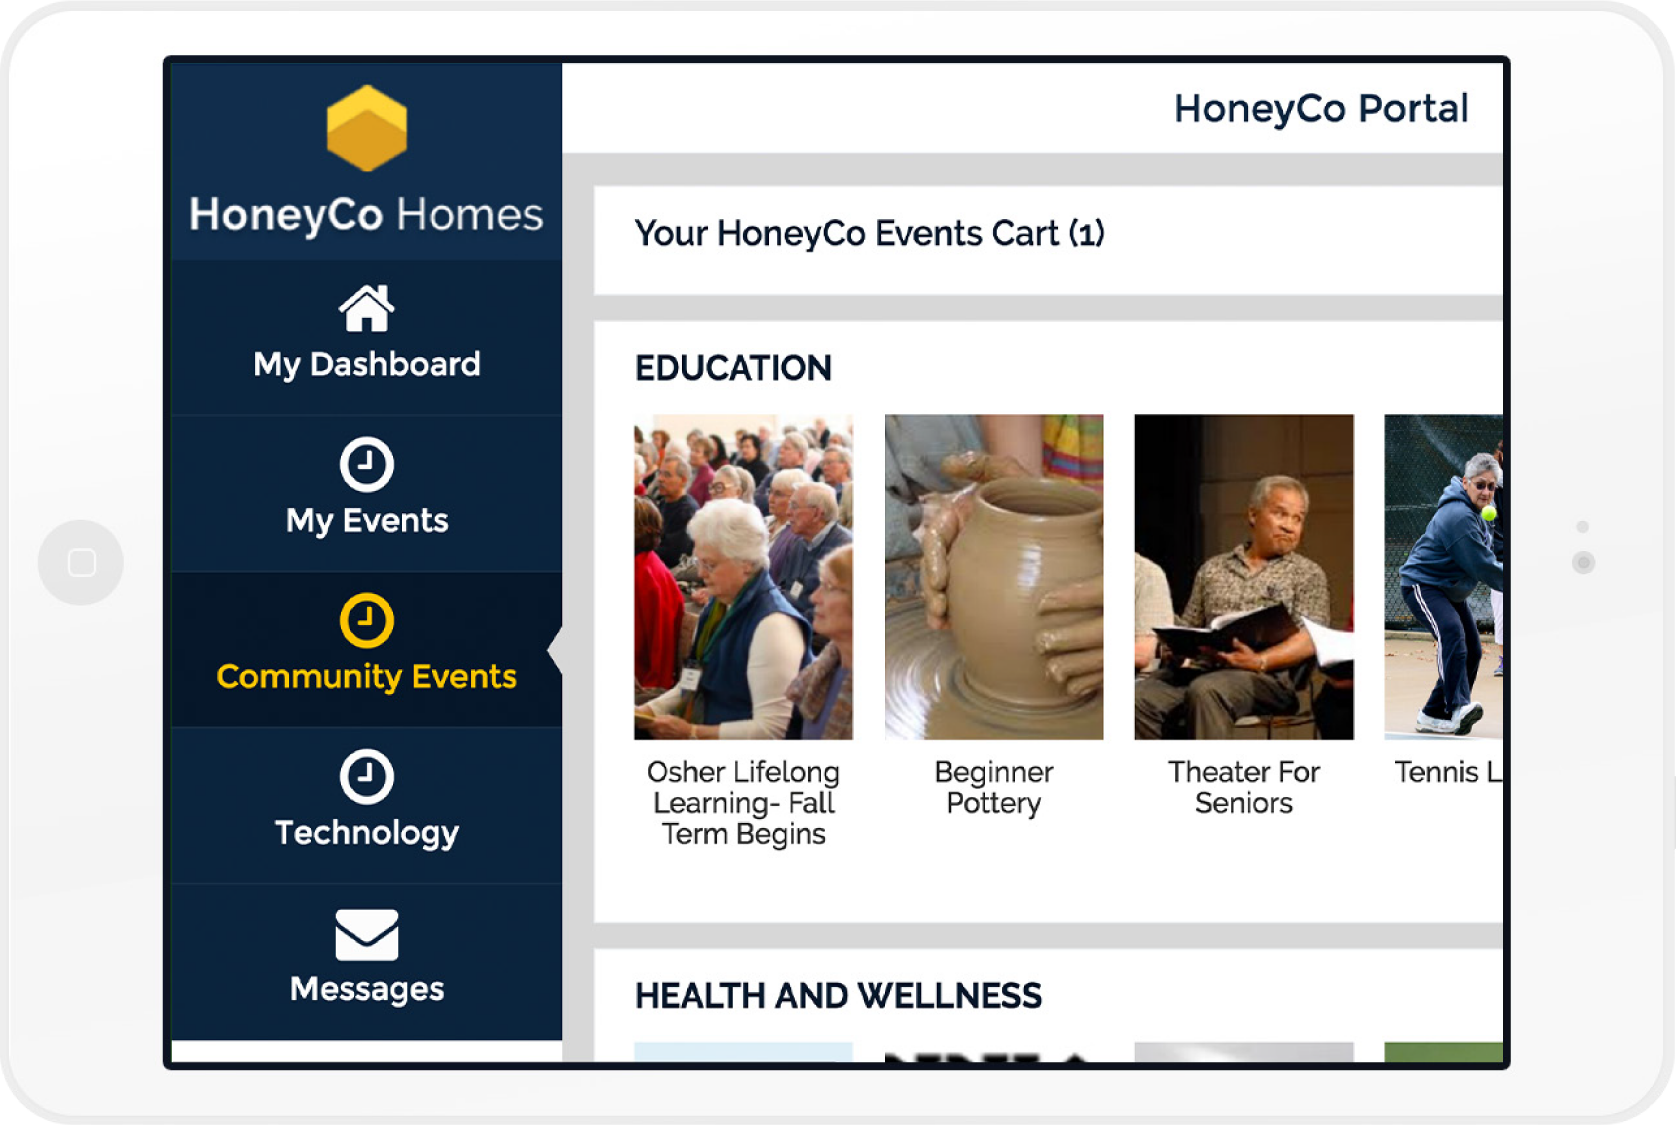 HoneyCo Homes
My Dashboard
My Events
Community Events
Technology
Messages
HoneyCo Portal
Your HoneyCo Events Cart (1)
EDUCATION
Osher Lifelong
Learning- Fall
Term Begins
Beginner
Pottery
Theater For
Seniors
Tennis L
HEALTH AND WELLNESS